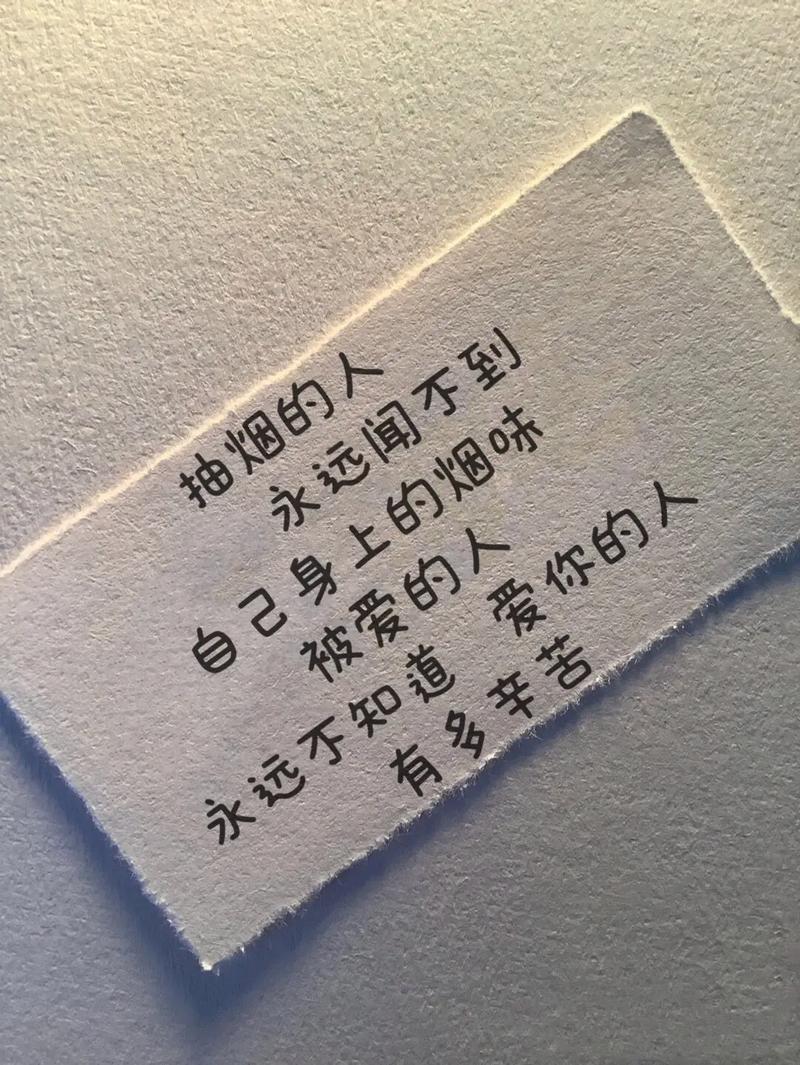 抽烟的人
永远闻不到
自己身上的烟味
被爱的人
永远不知道 爱你的人
有多辛苦